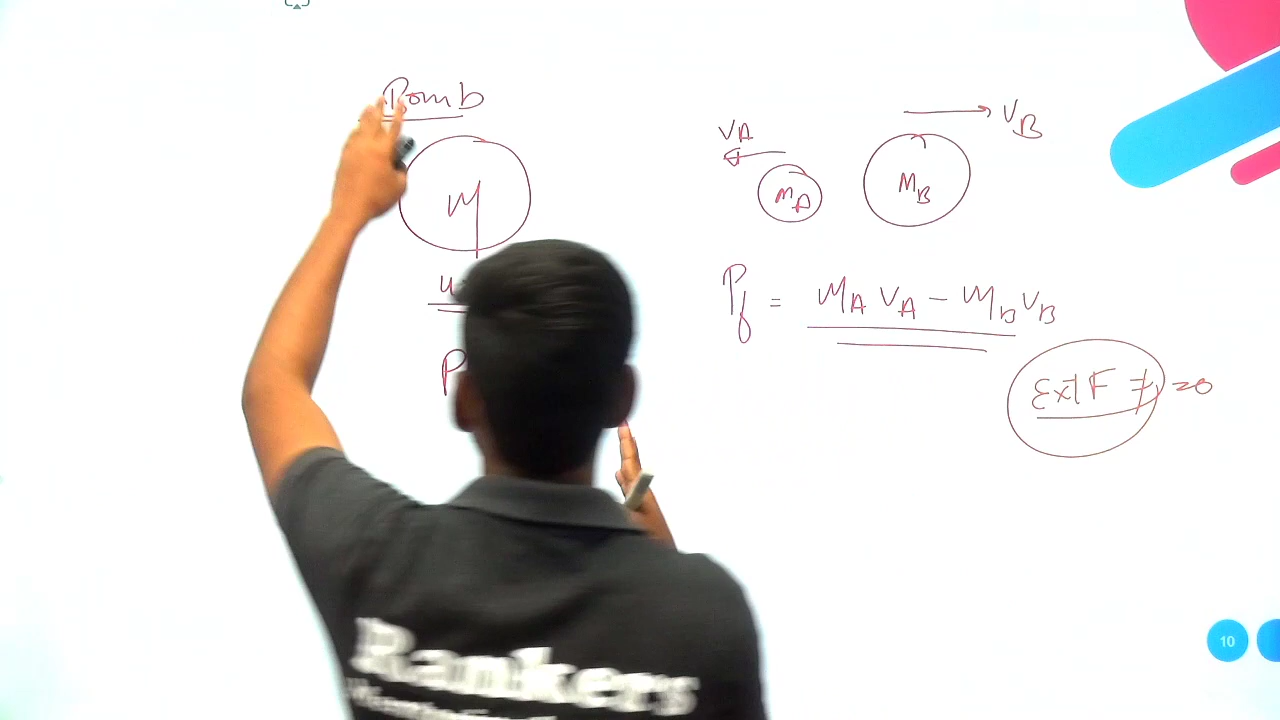 Bomb
M
u
P
VA
VB
MA
MB
Pf = MA VA - MB VB
Ext F ≠ =0
Rankers
10